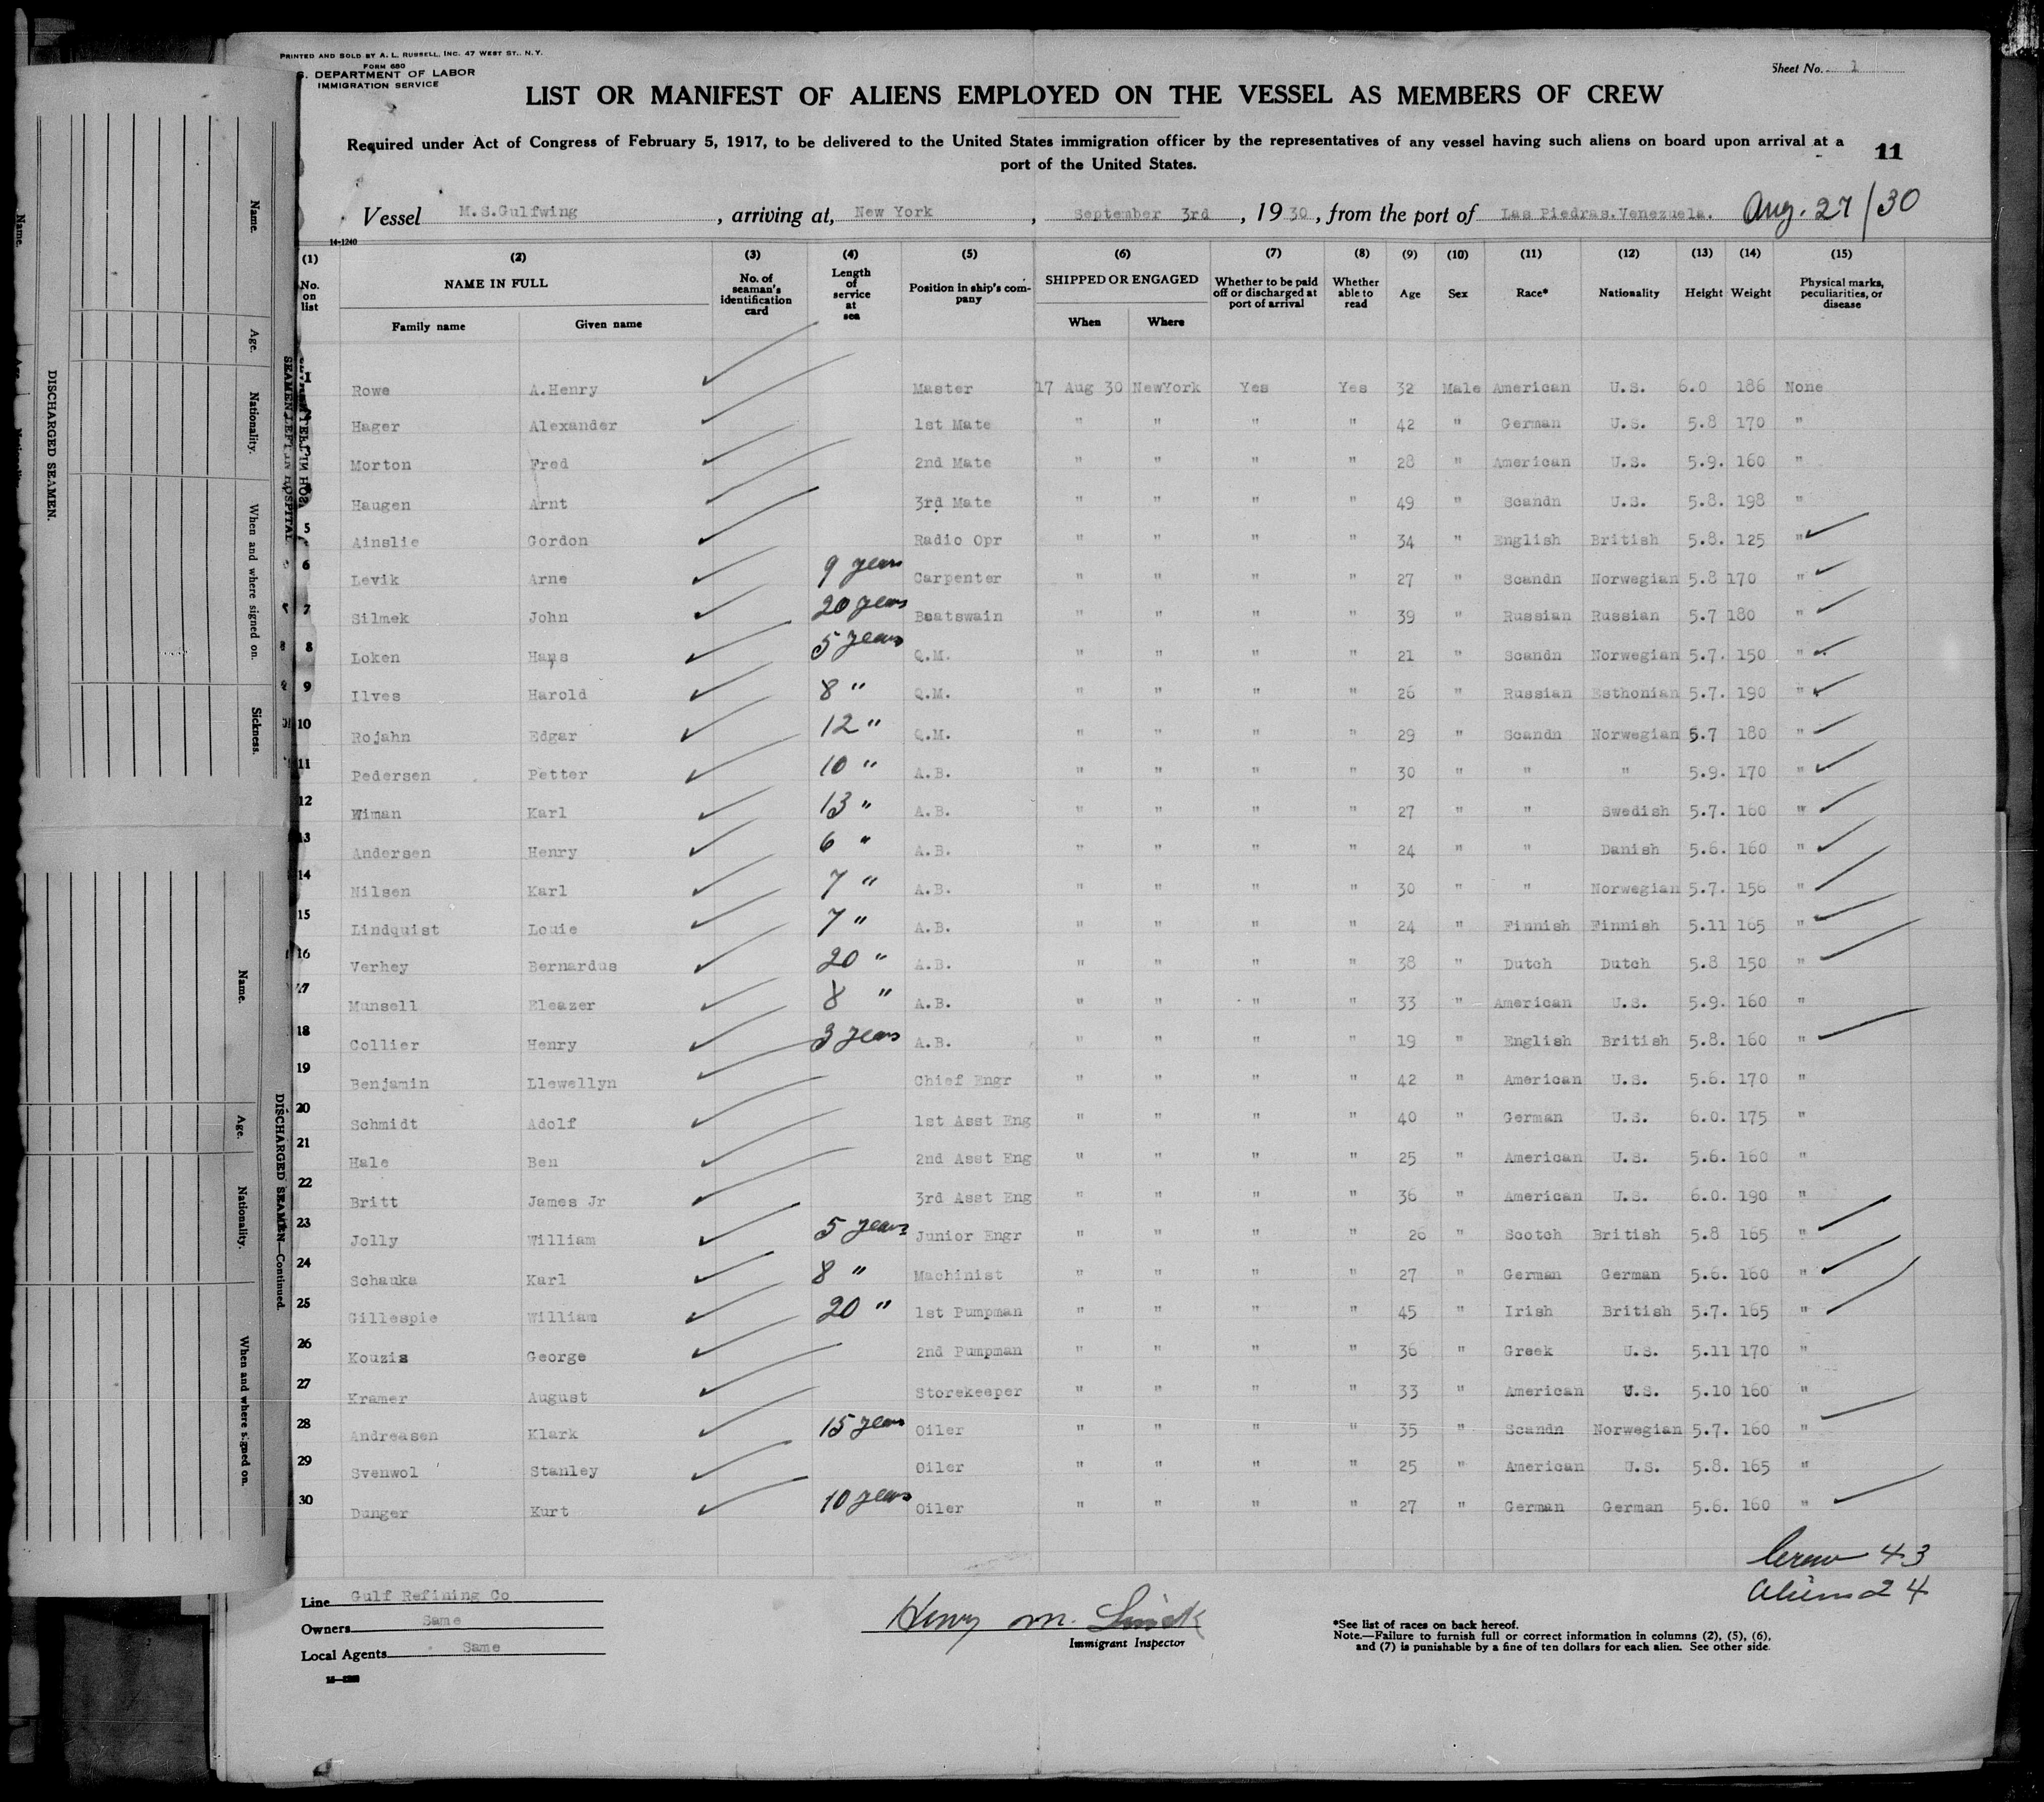 PRINTED AND SOLD BY A. L. RUSSELL, INC. 47 WEST ST., N. Y.
FORM 680
S. DEPARTMENT OF LABOR
IMMIGRATION SERVICE
Sheet No. 1
LIST OR MANIFEST OF ALIENS EMPLOYED ON THE VESSEL AS MEMBERS OF CREW
Required under Act of Congress of February 5, 1917, to be delivered to the United States immigration officer by the representatives of any vessel having such aliens on board upon arrival at a
port of the United States.
11
Vessel M.S.Gulfwing, arriving at, New York, September 3rd, 1930, from the port of Las Piedras.Venezuela. Aug. 27/30
14-1240
(1) (2) (3) (4) (5) (6) (7) (8) (9) (10) (11) (12) (13) (14) (15)
No. on list NAME IN FULL No. of seaman's identification card Length of service at sea Position in ship's company SHIPPED OR ENGAGED Whether to be paid off or discharged at port of arrival Whether able to read Age Sex Race* Nationality Height Weight Physical marks, peculiarities, or disease
Family name Given name When Where
1 Rowe A.Henry Master 17 Aug 30 NewYork Yes Yes 32 Male American U.S. 6.0 186 None
Hager Alexander 1st Mate " " " " 42 " German U.S. 5.8 170 "
Morton Fred 2nd Mate " " " " 28 " American U.S. 5.9. 160 "
Haugen Arnt 3rd Mate " " " " 49 " Scandn U.S. 5.8. 198 "
5 Ainslie Gordon Radio Opr " " " " 34 " English British 5.8. 125 "
6 Levik Arne 9 years Carpenter " " " " 27 " Scandn Norwegian 5.8 170 "
7 Silmek John 20 years Boatswain " " " " 39 " Russian Russian 5.7 180 "
8 Loken Hans 5 years Q.M. " " " " 21 " Scandn Norwegian 5.7. 150 "
9 Ilves Harold 8 " Q.M. " " " " 26 " Russian Esthonian 5.7. 190 "
10 Rojahn Edgar 12 " Q.M. " " " " 29 " Scandn Norwegian 5.7 180 "
11 Pedersen Petter 10 " A.B. " " " " 30 " " " 5.9. 170 "
12 Wiman Karl 13 " A.B. " " " " 27 " " Swedish 5.7. 160 "
13 Andersen Henry 6 " A.B. " " " " 24 " " Danish 5.6. 160 "
14 Nilsen Karl 7 " A.B. " " " " 30 " " Norwegian 5.7. 156 "
15 Lindquist Louie 7 " A.B. " " " " 24 " Finnish Finnish 5.11 165 "
16 Verhey Bernardus 20 " A.B. " " " " 38 " Dutch Dutch 5.8 150 "
17 Munsell Eleazer 8 " A.B. " " " " 33 " American U.S. 5.9. 160 "
18 Collier Henry 3 years A.B. " " " " 19 " English British 5.8. 160 "
19 Benjamin Llewellyn Chief Engr " " " " 42 " American U.S. 5.6. 170 "
20 Schmidt Adolf 1st Asst Eng " " " " 40 " German U.S. 6.0. 175 "
21 Hale Ben 2nd Asst Eng " " " " 25 " American U.S. 5.6. 160 "
22 Britt James Jr 3rd Asst Eng " " " " 36 " American U.S. 6.0. 190 "
23 Jolly William 5 years Junior Engr " " " " 26 " Scotch British 5.8 165 "
24 Schauka Karl 8 " Machinist " " " " 27 " German German 5.6. 160 "
25 Gillespie William 20 " 1st Pumpman " " " " 45 " Irish British 5.7. 165 "
26 Kouzis George 2nd Pumpman " " " " 36 " Greek U.S. 5.11 170 "
27 Kramer August Storekeeper " " " " 33 " American U.S. 5.10 160 "
28 Andreasen Klark 15 years Oiler " " " " 35 " Scandn Norwegian 5.7. 160 "
29 Svenwol Stanley Oiler " " " " 25 " American U.S. 5.8. 165 "
30 Dunger Kurt 10 years Oiler " " " " 27 " German German 5.6. 160 "
Crew 43
Aliens 24
Line Gulf Refining Co
Owners Same
Local Agents Same
Henry M.
Immigrant Inspector
*See list of races on back hereof.
Note.—Failure to furnish full or correct information in columns (2), (5), (6),
and (7) is punishable by a fine of ten dollars for each alien. See other side.
DISCHARGED SEAMEN.
Name. Age. Nationality. When and where signed on. Sickness.
SEAMEN LEFT IN HOSPITAL
DISCHARGED SEAMEN—Continued.
Name. Age. Nationality. When and where signed on.